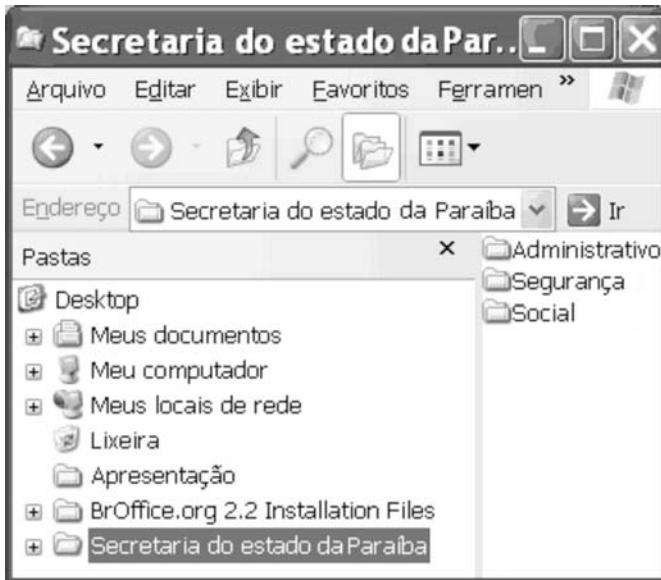 Secretaria do estado da Par..
Arquivo Editar Exibir Favoritos Ferramen »
Endereço Secretaria do estado da Paraíba Ir
Pastas × Administrativo
Segurança
Social
Desktop
Meus documentos
Meu computador
Meus locais de rede
Lixeira
Apresentação
BrOffice.org 2.2 Installation Files
Secretaria do estado da Paraíba